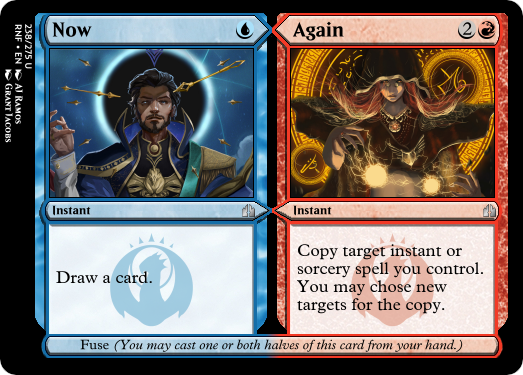 Now
Instant
Draw a card.
Again
2
Instant
Copy target instant or
sorcery spell you control.
You may chose new
targets for the copy.
Fuse (You may cast one or both halves of this card from your hand.)
238/275 U
RNF • EN Al Ramos
Grant Jacobs